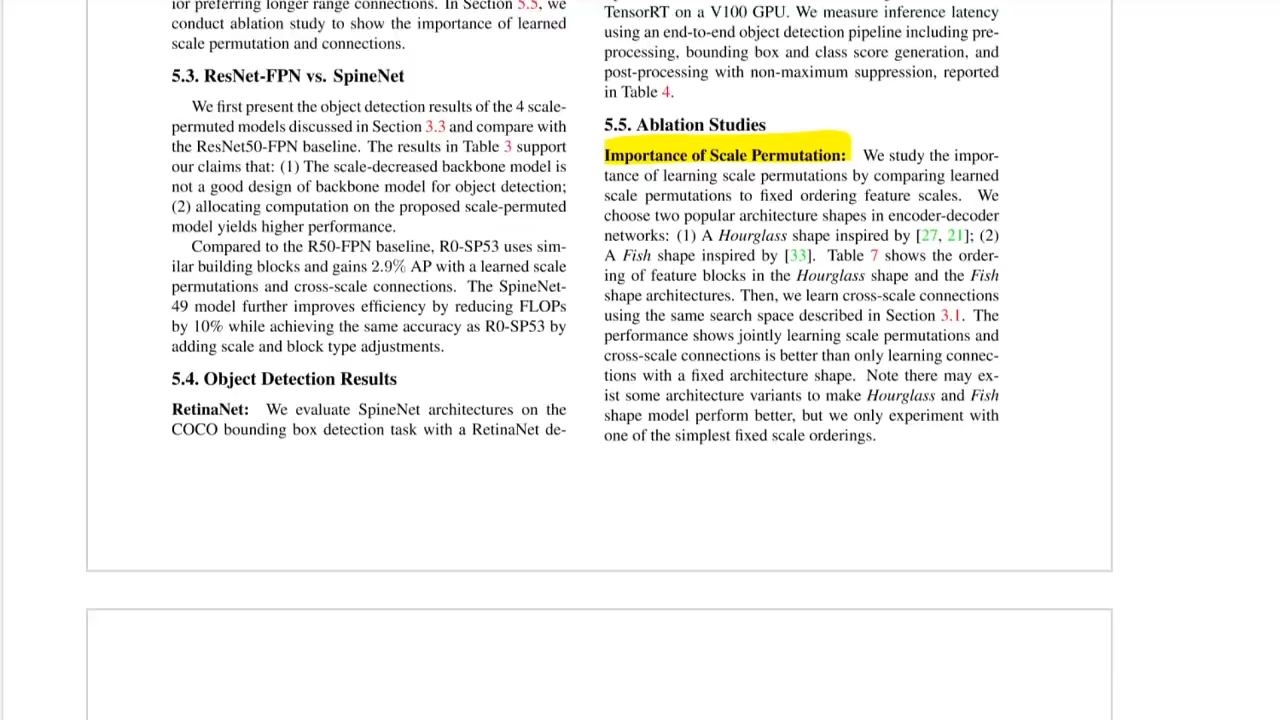 ior preferring longer range connections. In Section 5.5, we
conduct ablation study to show the importance of learned
scale permutation and connections.
5.3. ResNet-FPN vs. SpineNet
We first present the object detection results of the 4 scale-
permuted models discussed in Section 3.3 and compare with
the ResNet50-FPN baseline. The results in Table 3 support
our claims that: (1) The scale-decreased backbone model is
not a good design of backbone model for object detection;
(2) allocating computation on the proposed scale-permuted
model yields higher performance.
Compared to the R50-FPN baseline, R0-SP53 uses sim-
ilar building blocks and gains 2.9% AP with a learned scale
permutations and cross-scale connections. The SpineNet-
49 model further improves efficiency by reducing FLOPs
by 10% while achieving the same accuracy as R0-SP53 by
adding scale and block type adjustments.
5.4. Object Detection Results
RetinaNet: We evaluate SpineNet architectures on the
COCO bounding box detection task with a RetinaNet de-
TensorRT on a V100 GPU. We measure inference latency
using an end-to-end object detection pipeline including pre-
processing, bounding box and class score generation, and
post-processing with non-maximum suppression, reported
in Table 4.
5.5. Ablation Studies
Importance of Scale Permutation: We study the impor-
tance of learning scale permutations by comparing learned
scale permutations to fixed ordering feature scales. We
choose two popular architecture shapes in encoder-decoder
networks: (1) A Hourglass shape inspired by [27, 21]; (2)
A Fish shape inspired by [33]. Table 7 shows the order-
ing of feature blocks in the Hourglass shape and the Fish
shape architectures. Then, we learn cross-scale connections
using the same search space described in Section 3.1. The
performance shows jointly learning scale permutations and
cross-scale connections is better than only learning connec-
tions with a fixed architecture shape. Note there may ex-
ist some architecture variants to make Hourglass and Fish
shape model perform better, but we only experiment with
one of the simplest fixed scale orderings.